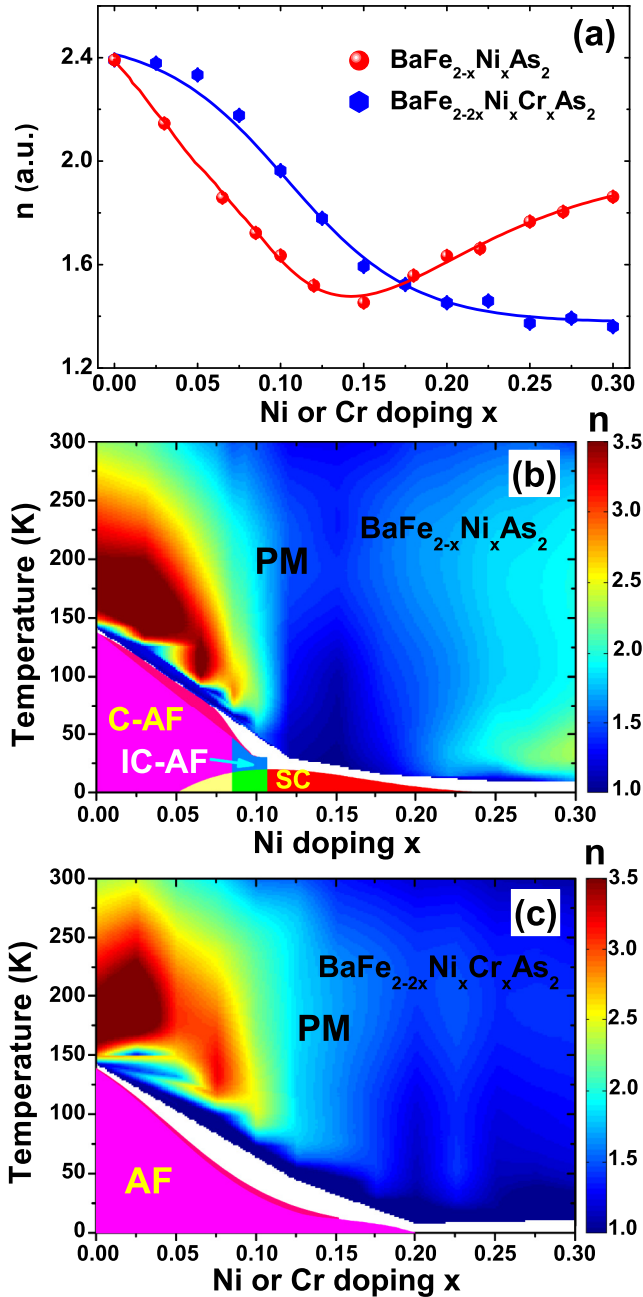 (a)
BaFe2-xNixAs2
BaFe2-2xNixCrxAs2
n (a.u.)
2.4
2.0
1.6
1.2
0.00 0.05 0.10 0.15 0.20 0.25 0.30
Ni or Cr doping x
n
(b)
BaFe2-xNixAs2
PM
C-AF
IC-AF
SC
Temperature (K)
300
250
200
150
100
50
0
0.00 0.05 0.10 0.15 0.20 0.25 0.30
Ni doping x
3.5
3.0
2.5
2.0
1.5
1.0
n
(c)
BaFe2-2xNixCrxAs2
PM
AF
Temperature (K)
300
250
200
150
100
50
0
0.00 0.05 0.10 0.15 0.20 0.25 0.30
Ni or Cr doping x
3.5
3.0
2.5
2.0
1.5
1.0